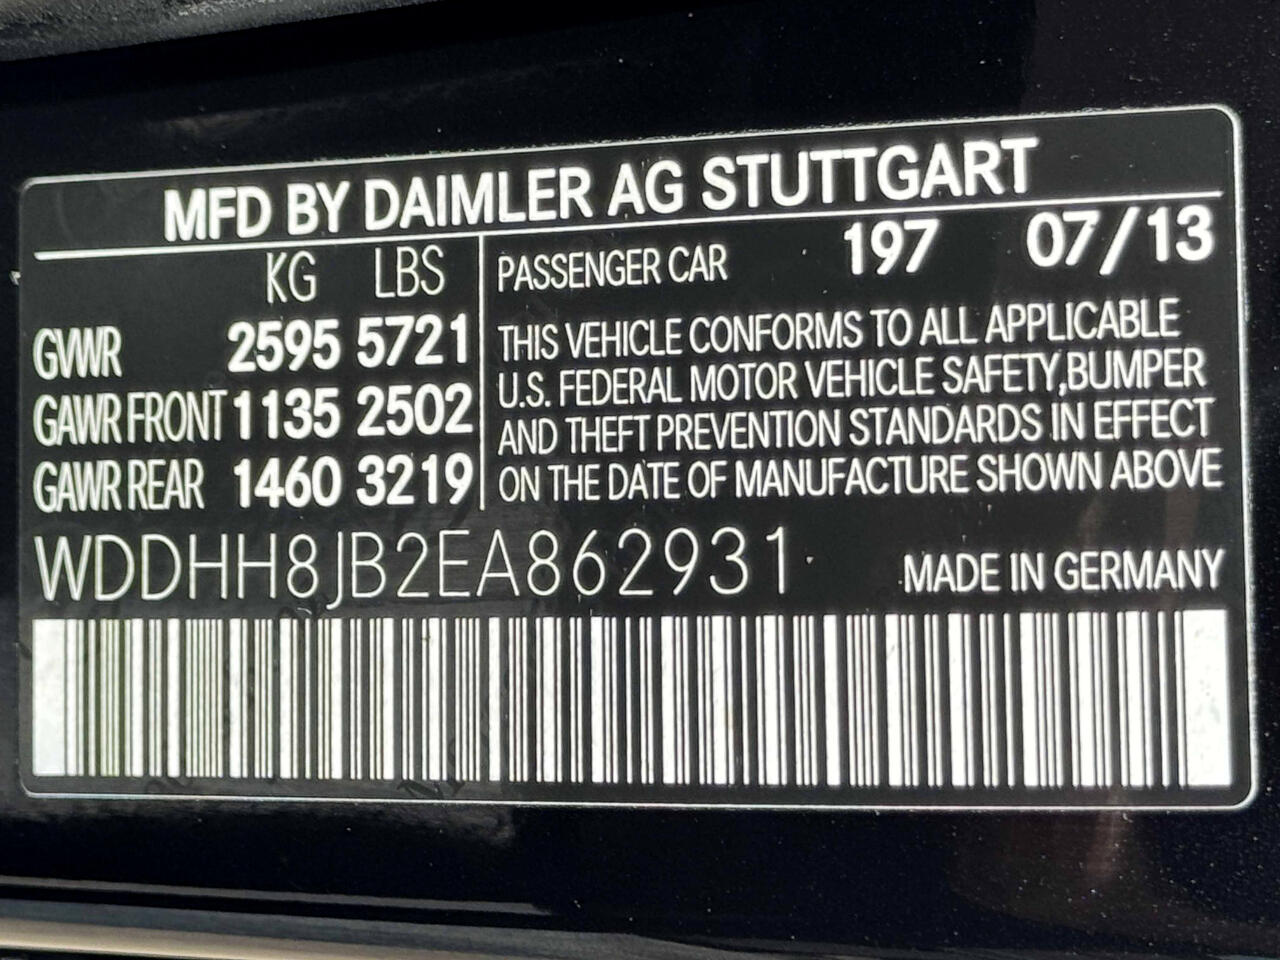 MFD BY DAIMLER AG STUTTGART
KG LBS
GVWR 2595 5721
GAWR FRONT 1135 2502
GAWR REAR 1460 3219
PASSENGER CAR 197 07/13
THIS VEHICLE CONFORMS TO ALL APPLICABLE
U.S. FEDERAL MOTOR VEHICLE SAFETY,BUMPER
AND THEFT PREVENTION STANDARDS IN EFFECT
ON THE DATE OF MANUFACTURE SHOWN ABOVE
WDDHH8JB2EA862931
MADE IN GERMANY